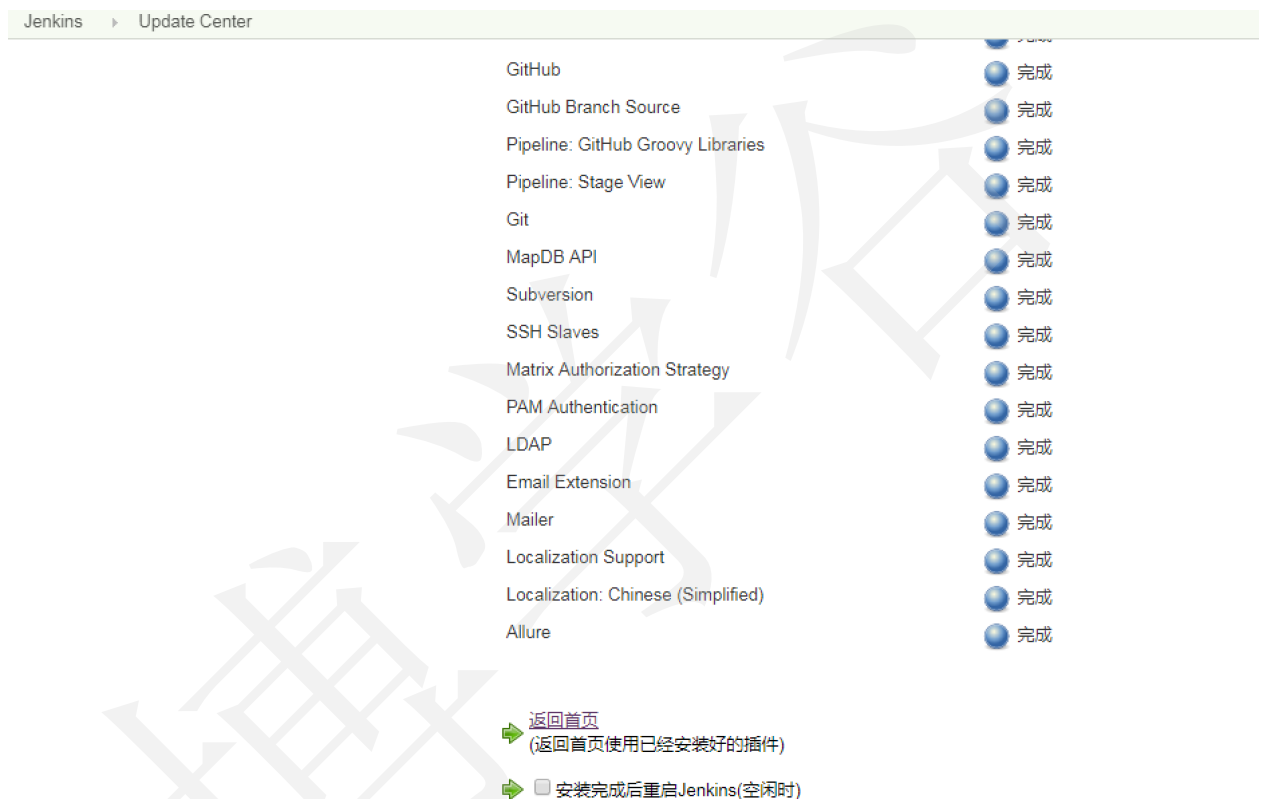 Jenkins Update Center
完成
GitHub 完成
GitHub Branch Source 完成
Pipeline: GitHub Groovy Libraries 完成
Pipeline: Stage View 完成
Git 完成
MapDB API 完成
Subversion 完成
SSH Slaves 完成
Matrix Authorization Strategy 完成
PAM Authentication 完成
LDAP 完成
Email Extension 完成
Mailer 完成
Localization Support 完成
Localization: Chinese (Simplified) 完成
Allure 完成
返回首页
(返回首页使用已经安装好的插件)
安装完成后重启Jenkins(空闲时)
博学谷